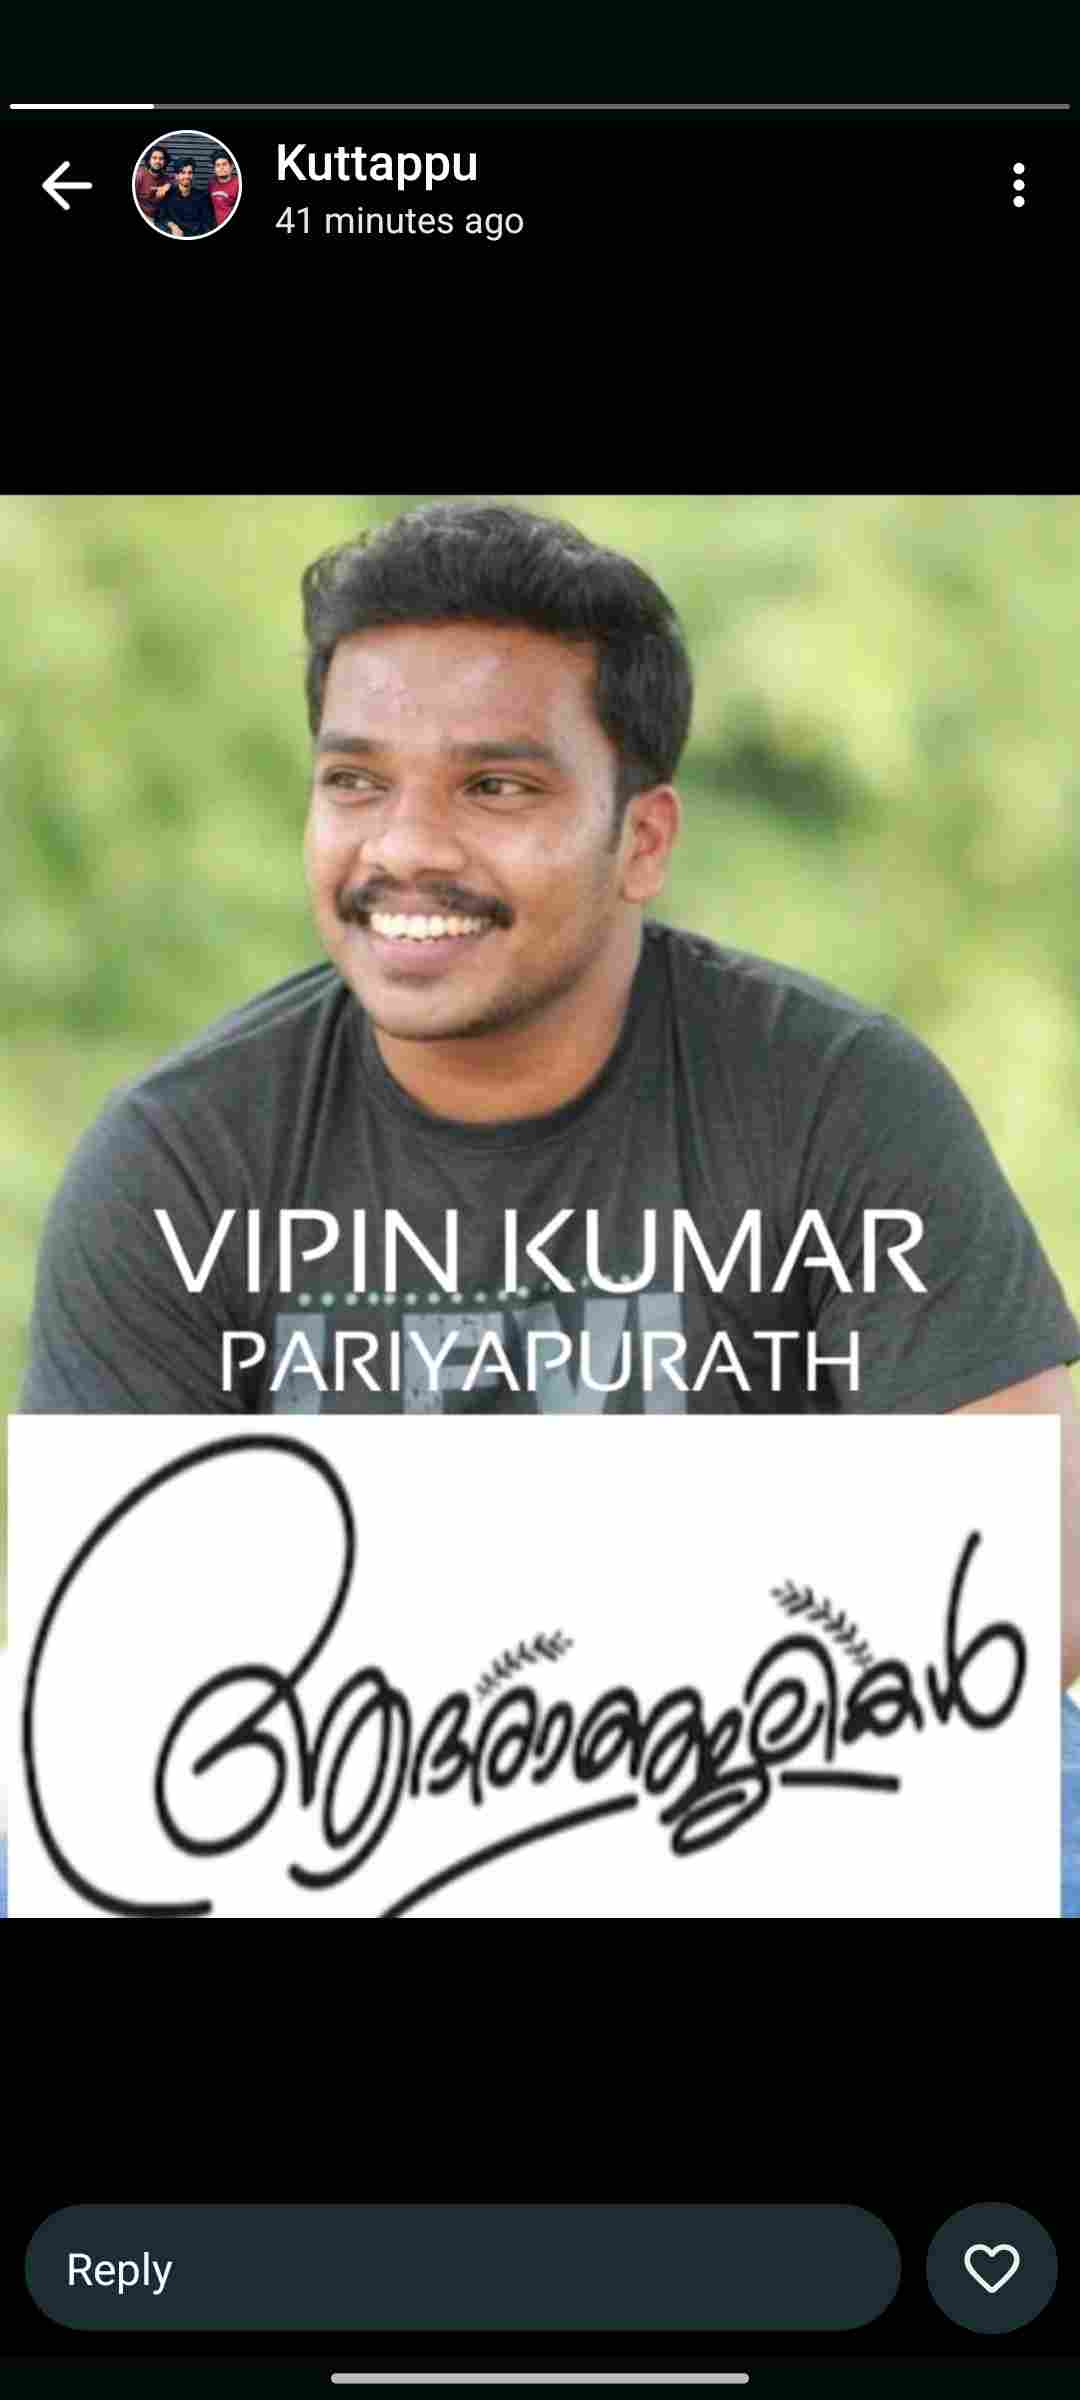 Kuttappu
41 minutes ago
VIPIN KUMAR
PARIYAPURATH
ആദരാഞ്ജലികൾ
Reply